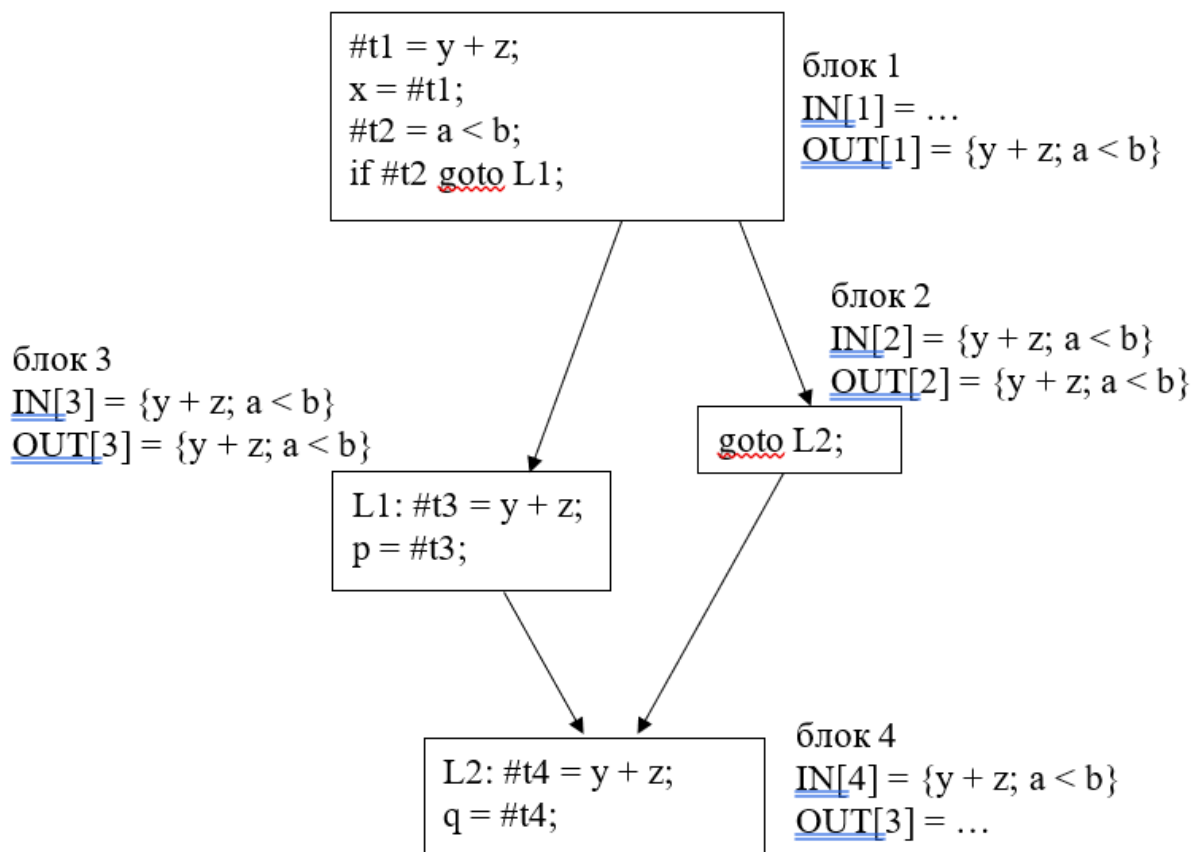 #t1 = y + z;
x = #t1;
#t2 = a < b;
if #t2 goto L1;
блок 1
IN[1] = …
OUT[1] = {y + z; a < b}
блок 2
IN[2] = {y + z; a < b}
OUT[2] = {y + z; a < b}
goto L2;
блок 3
IN[3] = {y + z; a < b}
OUT[3] = {y + z; a < b}
L1: #t3 = y + z;
p = #t3;
L2: #t4 = y + z;
q = #t4;
блок 4
IN[4] = {y + z; a < b}
OUT[3] = …